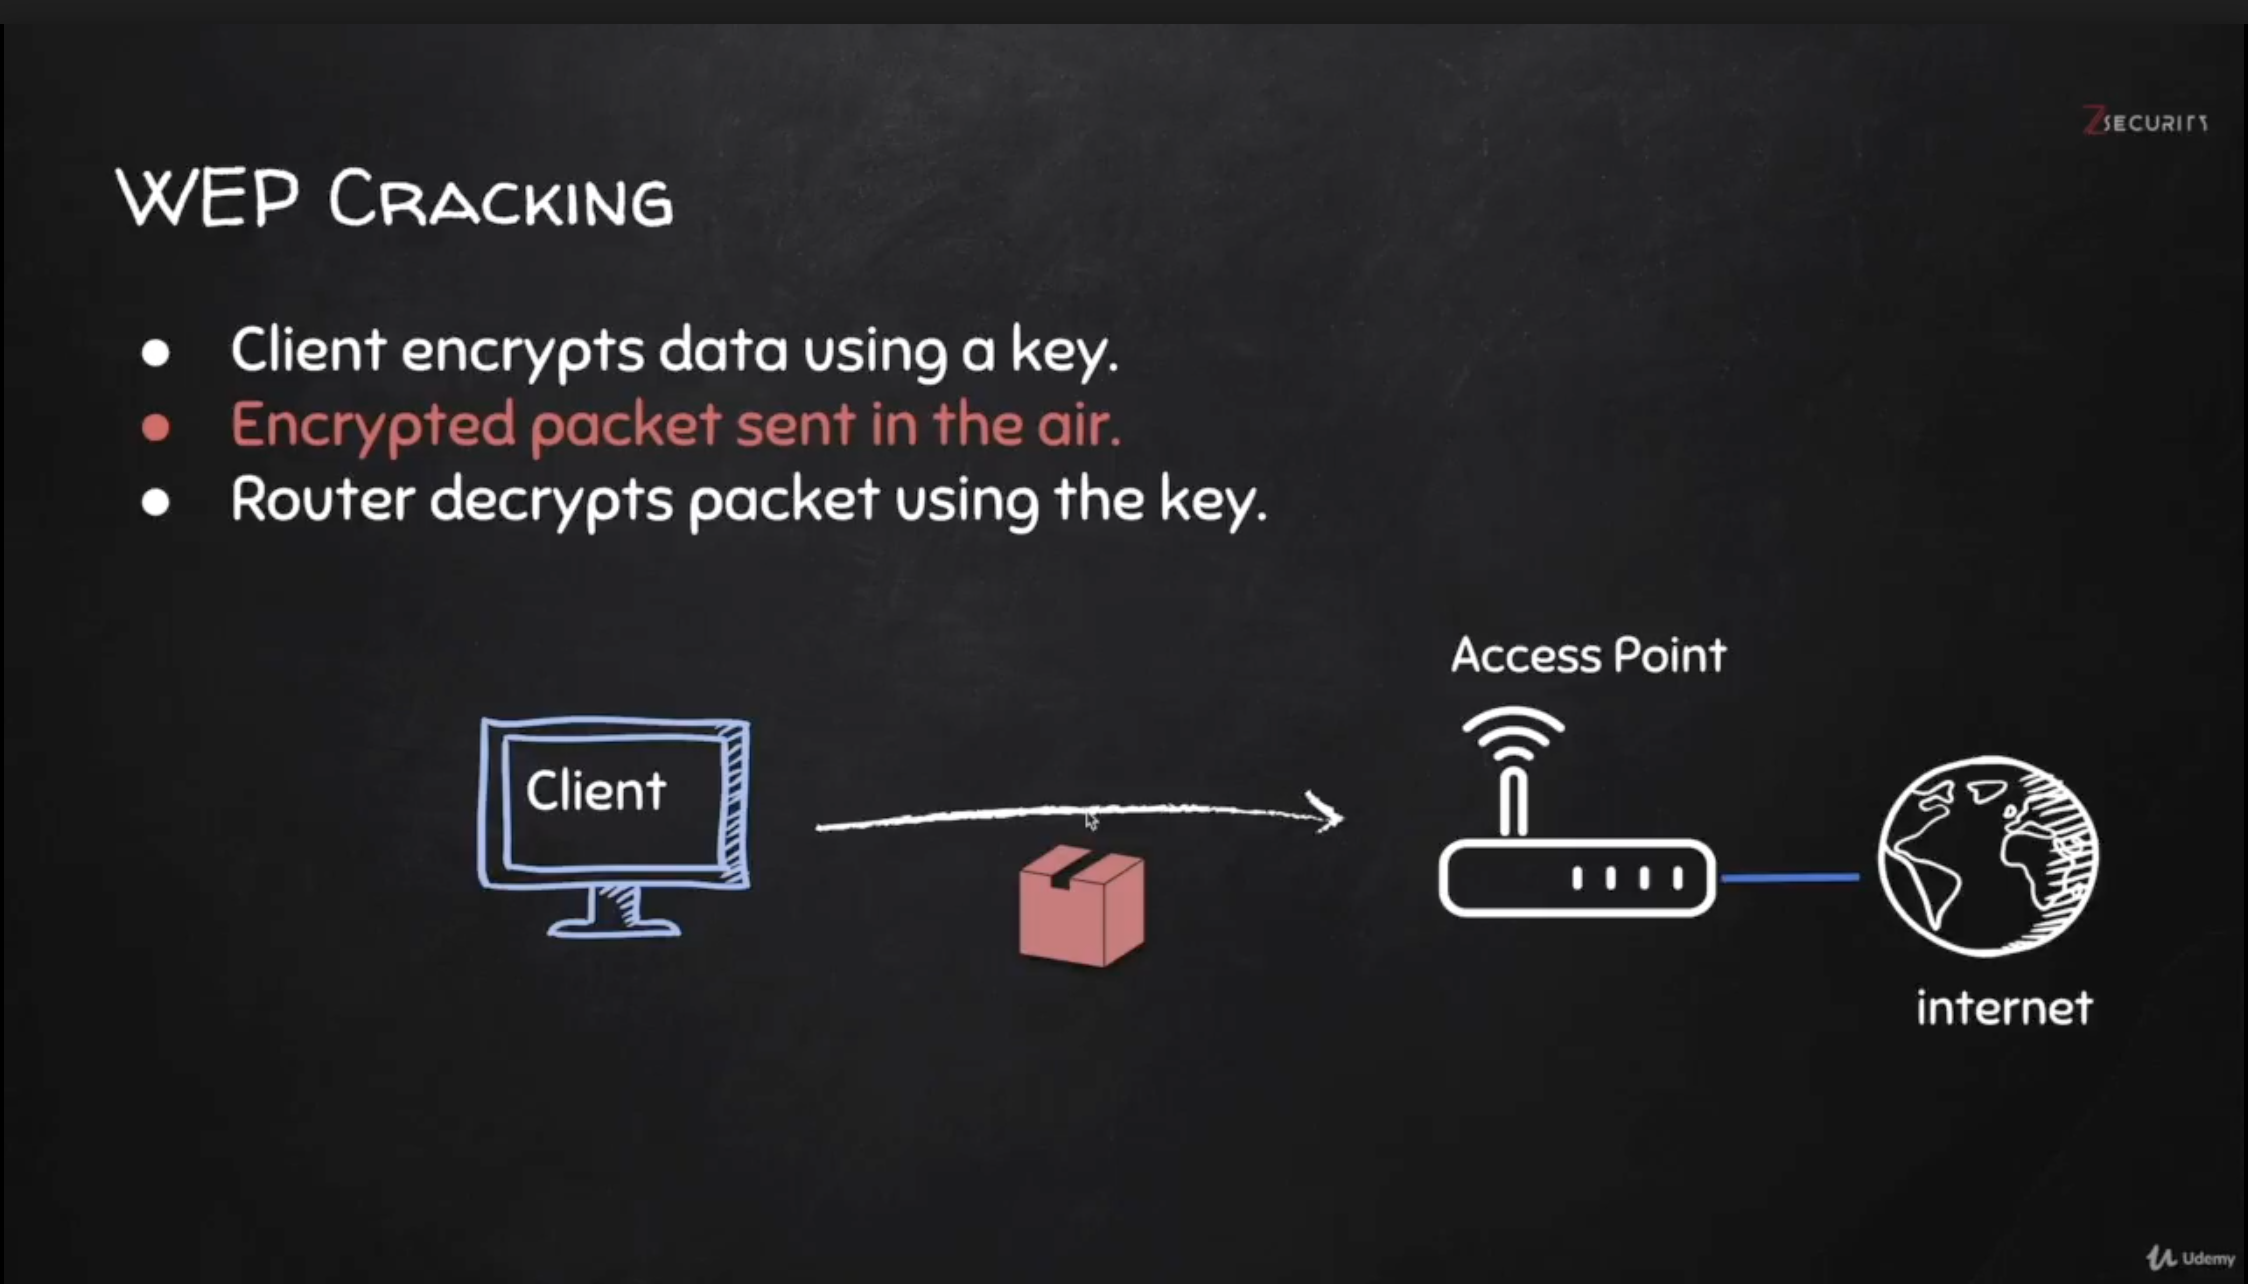 ZSECURITY
WEP CRACKING
● Client encrypts data using a key.
● Encrypted packet sent in the air.
● Router decrypts packet using the key.
Access Point
Client
internet
Udemy